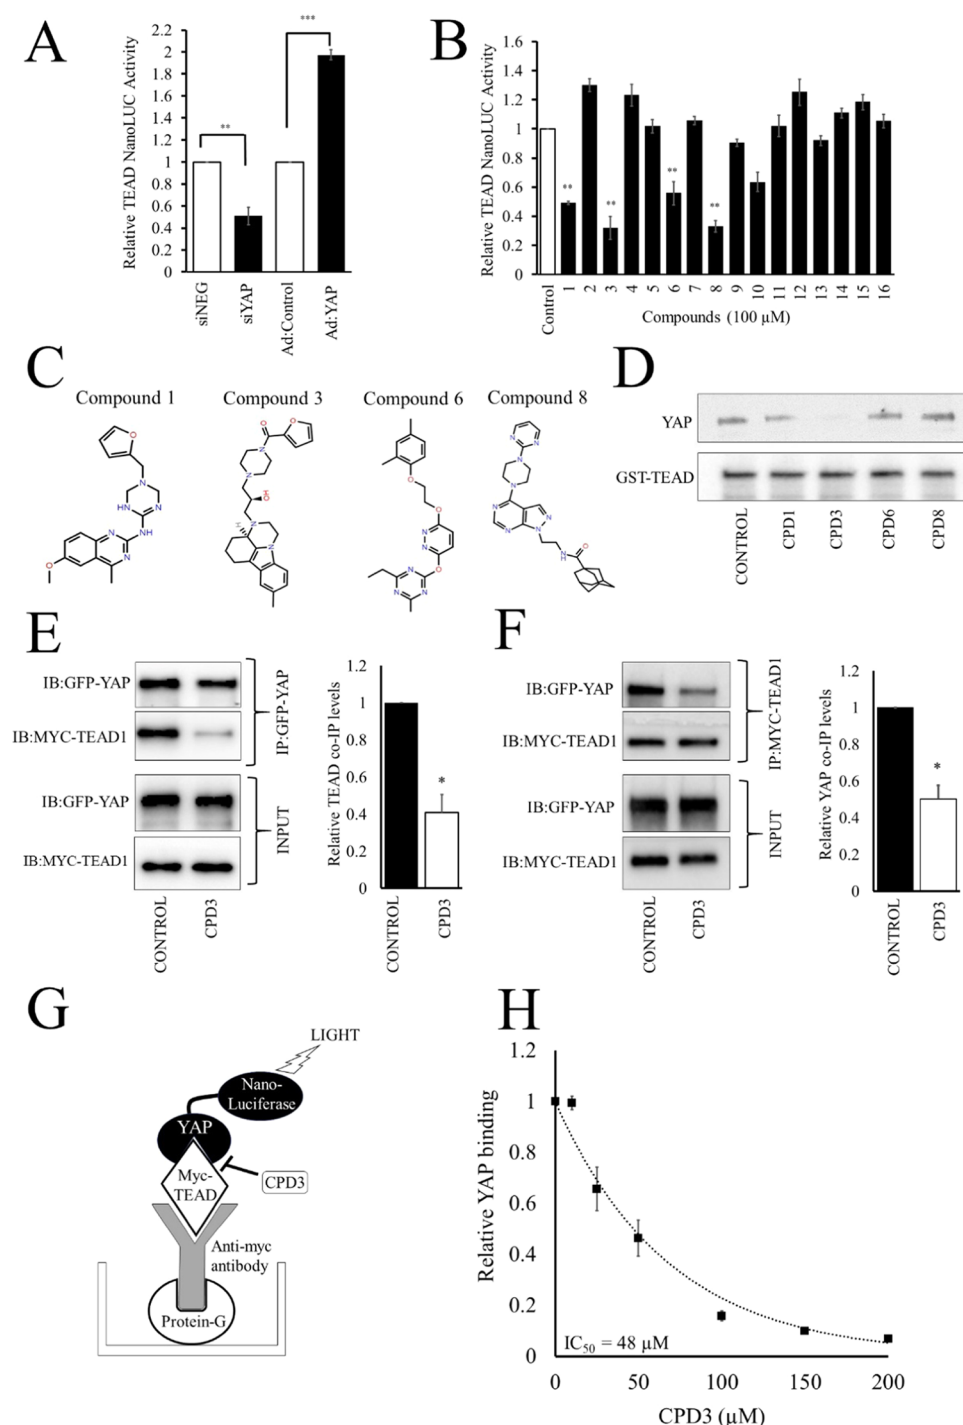 A
Relative TEAD NanoLUC Activity
2.2
2
1.8
1.6
1.4
1.2
1
0.8
0.6
0.4
0.2
0
**
***
siNEG
siYAP
Ad:Control
Ad:YAP
B
Relative TEAD NanoLUC Activity
1.6
1.4
1.2
1
0.8
0.6
0.4
0.2
0
**
**
**
**
Control
1
2
3
4
5
6
7
8
9
10
11
12
13
14
15
16
Compounds (100 µM)
C
Compound 1
Compound 3
Compound 6
Compound 8
D
YAP
GST-TEAD
CONTROL
CPD1
CPD3
CPD6
CPD8
E
IB:GFP-YAP
IB:MYC-TEAD1
IP:GFP-YAP
IB:GFP-YAP
IB:MYC-TEAD1
INPUT
CONTROL
CPD3
Relative TEAD co-IP levels
1.2
1
0.8
0.6
0.4
0.2
0
*
CONTROL
CPD3
F
IB:GFP-YAP
IB:MYC-TEAD1
IP:MYC-TEAD1
IB:GFP-YAP
IB:MYC-TEAD1
INPUT
CONTROL
CPD3
Relative YAP co-IP levels
1.2
1
0.8
0.6
0.4
0.2
0
*
CONTROL
CPD3
G
LIGHT
Nano-
Luciferase
YAP
Myc-
TEAD
CPD3
Anti-myc
antibody
Protein-G
H
Relative YAP binding
1.2
1
0.8
0.6
0.4
0.2
0
IC50 = 48 µM
0
50
100
150
200
CPD3 (µM)